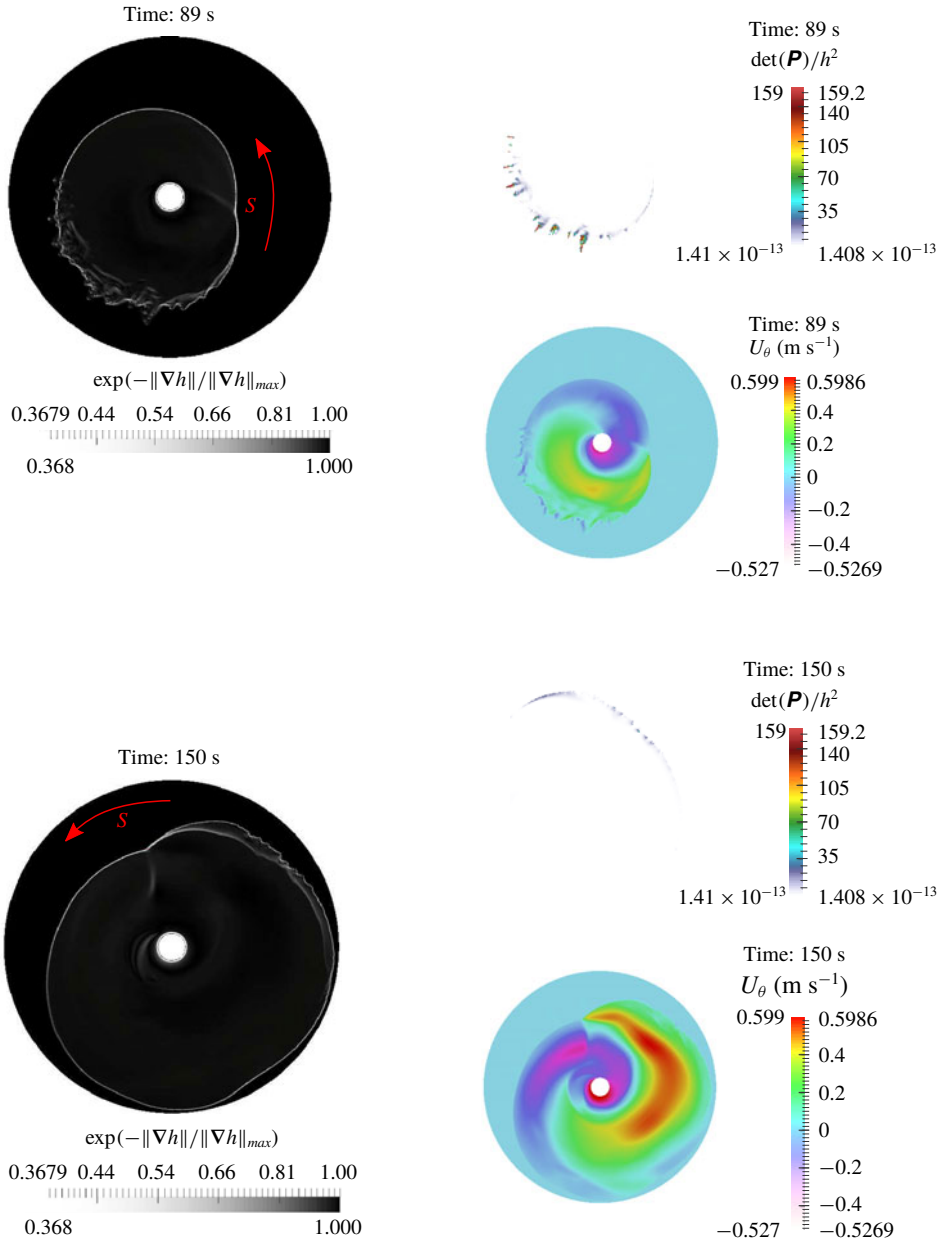 Time: 89 s
S
exp(−‖∇h‖/‖∇h‖max)
0.3679 0.44 0.54 0.66 0.81 1.00
0.368 1.000
Time: 89 s
det(P)/h²
159 159.2
140
105
70
35
1.41 × 10⁻¹³ 1.408 × 10⁻¹³
Time: 89 s
Uθ (m s⁻¹)
0.599 0.5986
0.4
0.2
0
−0.2
−0.4
−0.527 −0.5269
Time: 150 s
S
exp(−‖∇h‖/‖∇h‖max)
0.3679 0.44 0.54 0.66 0.81 1.00
0.368 1.000
Time: 150 s
det(P)/h²
159 159.2
140
105
70
35
1.41 × 10⁻¹³ 1.408 × 10⁻¹³
Time: 150 s
Uθ (m s⁻¹)
0.599 0.5986
0.4
0.2
0
−0.2
−0.4
−0.527 −0.5269